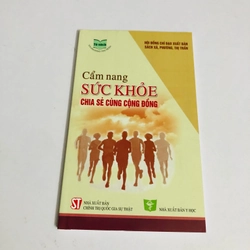 HỘI ĐỒNG CHỈ ĐẠO XUẤT BẢN
SÁCH XÃ, PHƯỜNG, THỊ TRẤN
Cẩm nang
SỨC KHỎE
CHIA SẺ CÙNG CỘNG ĐỒNG
ST
NHÀ XUẤT BẢN
CHÍNH TRỊ QUỐC GIA SỰ THẬT
NHÀ XUẤT BẢN Y HỌC